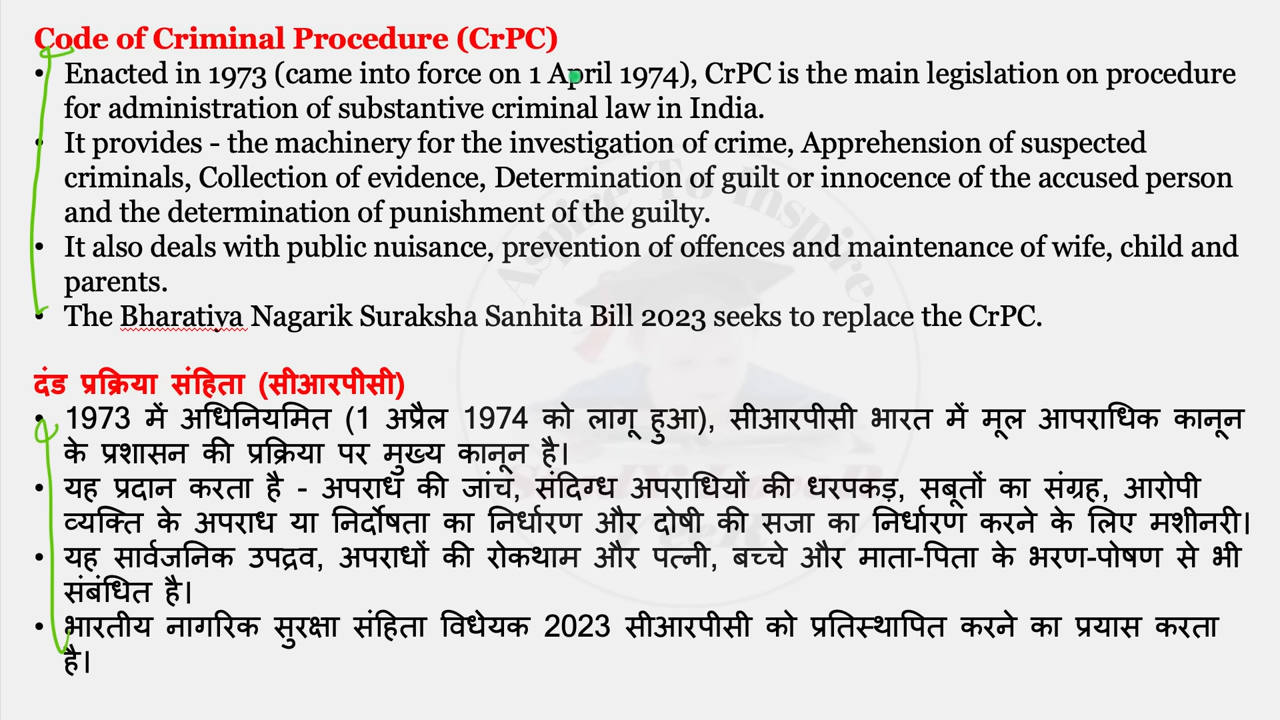 Code of Criminal Procedure (CrPC)
• Enacted in 1973 (came into force on 1 April 1974), CrPC is the main legislation on procedure
for administration of substantive criminal law in India.
• It provides - the machinery for the investigation of crime, Apprehension of suspected
criminals, Collection of evidence, Determination of guilt or innocence of the accused person
and the determination of punishment of the guilty.
• It also deals with public nuisance, prevention of offences and maintenance of wife, child and
parents.
• The Bharatiya Nagarik Suraksha Sanhita Bill 2023 seeks to replace the CrPC.
दंड प्रक्रिया संहिता (सीआरपीसी)
• 1973 में अधिनियमित (1 अप्रैल 1974 को लागू हुआ), सीआरपीसी भारत में मूल आपराधिक कानून
के प्रशासन की प्रक्रिया पर मुख्य कानून है।
• यह प्रदान करता है - अपराध की जांच, संदिग्ध अपराधियों की धरपकड़, सबूतों का संग्रह, आरोपी
व्यक्ति के अपराध या निर्दोषता का निर्धारण और दोषी की सजा का निर्धारण करने के लिए मशीनरी।
• यह सार्वजनिक उपद्रव, अपराधों की रोकथाम और पत्नी, बच्चे और माता-पिता के भरण-पोषण से भी
संबंधित है।
• भारतीय नागरिक सुरक्षा संहिता विधेयक 2023 सीआरपीसी को प्रतिस्थापित करने का प्रयास करता
है।
Aspire To Inspire